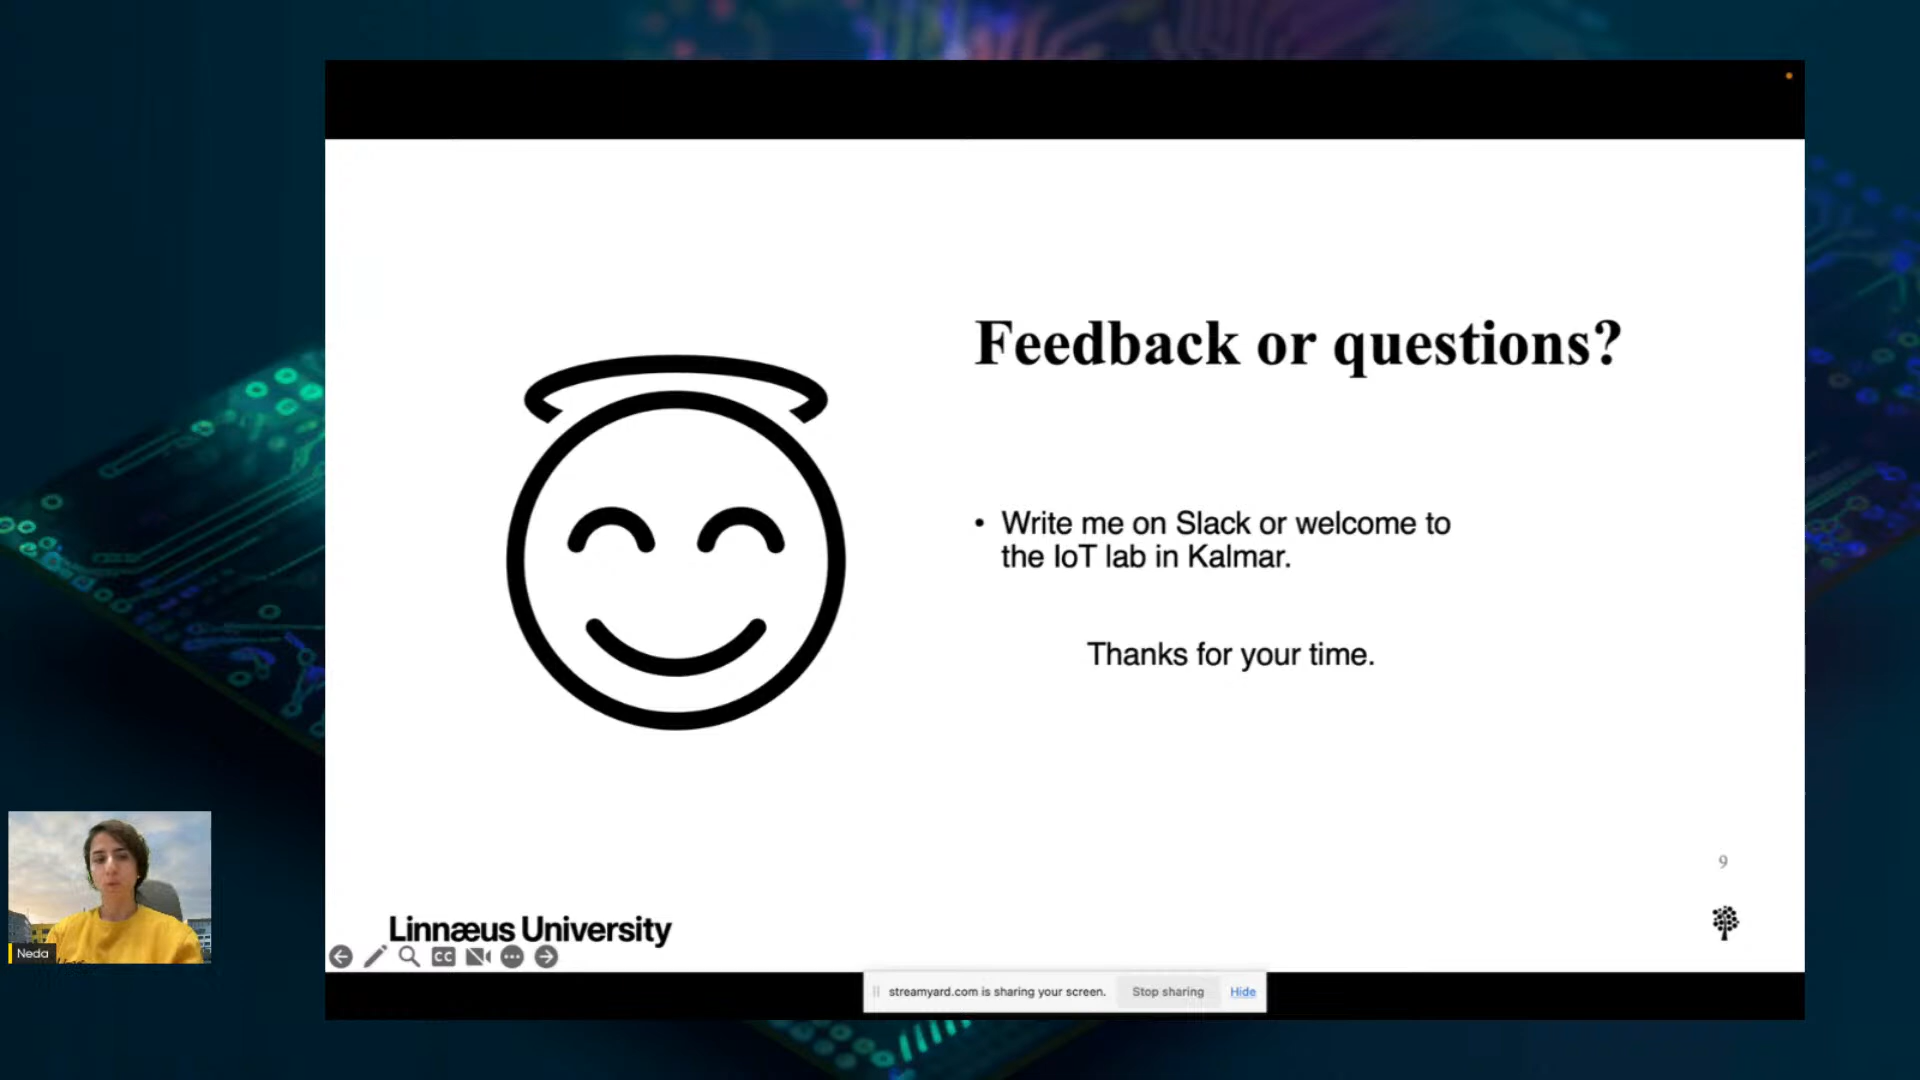 Feedback or questions?
• Write me on Slack or welcome to
the IoT lab in Kalmar.
Thanks for your time.
9
Linnæus University
CC
Neda
streamyard.com is sharing your screen. Stop sharing Hide